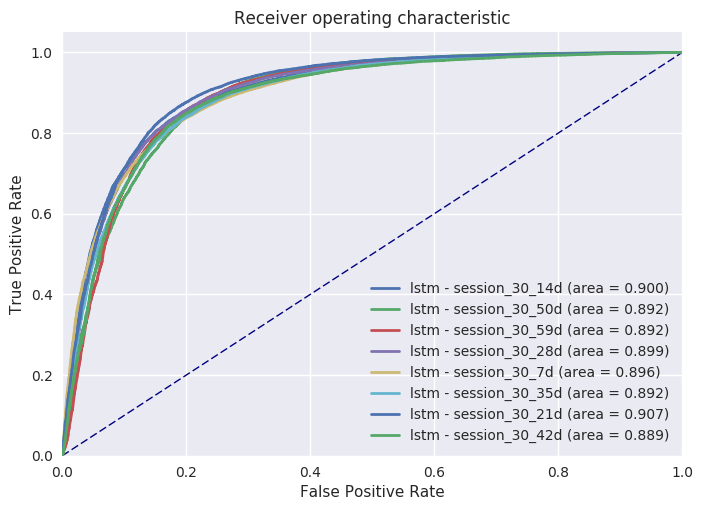 Receiver operating characteristic
1.0
0.8
0.6
0.4
0.2
0.0
True Positive Rate
lstm - session_30_14d (area = 0.900)
lstm - session_30_50d (area = 0.892)
lstm - session_30_59d (area = 0.892)
lstm - session_30_28d (area = 0.899)
lstm - session_30_7d (area = 0.896)
lstm - session_30_35d (area = 0.892)
lstm - session_30_21d (area = 0.907)
lstm - session_30_42d (area = 0.889)
0.0 0.2 0.4 0.6 0.8 1.0
False Positive Rate